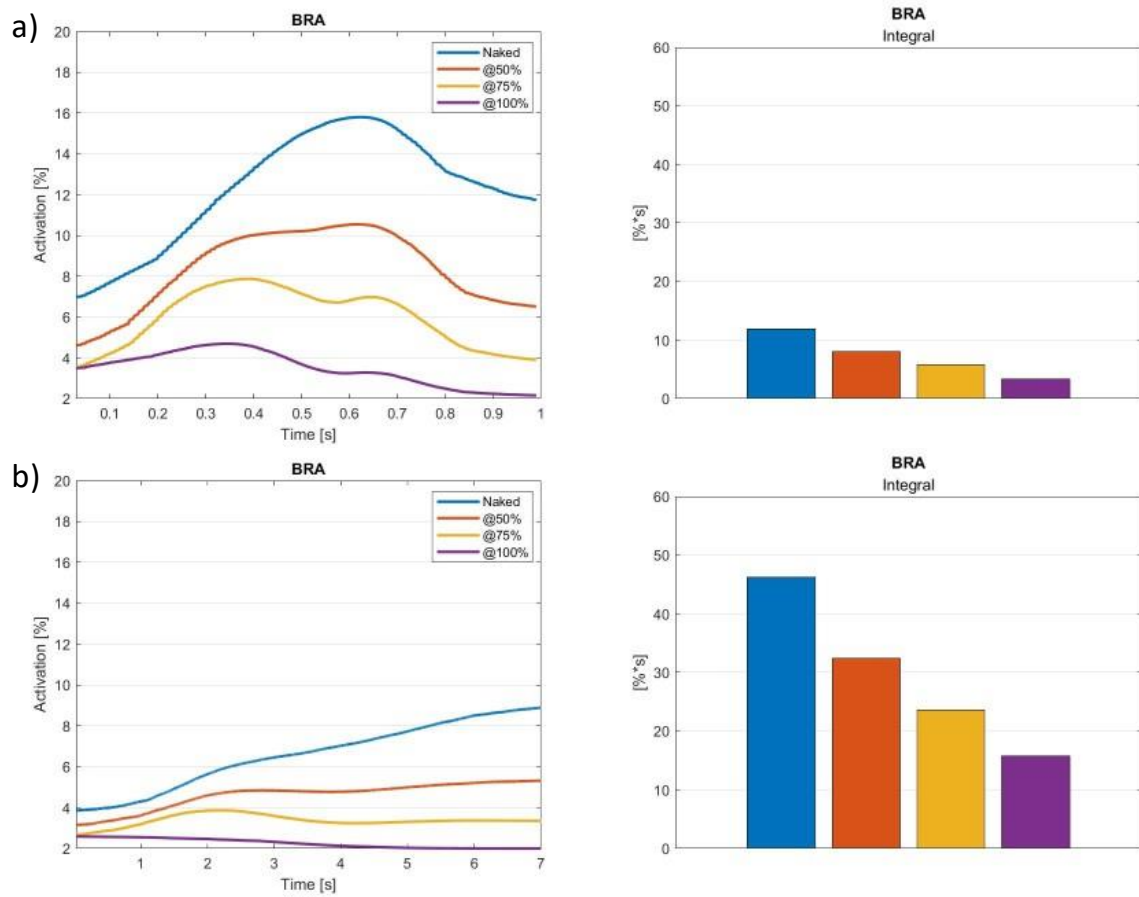 a)
BRA
20
18
16
14
12
10
8
6
4
2
Activation [%]
Naked
@50%
@75%
@100%
0.1 0.2 0.3 0.4 0.5 0.6 0.7 0.8 0.9 1
Time [s]
BRA
Integral
60
50
40
30
20
10
0
[%*s]
b)
BRA
20
18
16
14
12
10
8
6
4
2
Activation [%]
Naked
@50%
@75%
@100%
1 2 3 4 5 6 7
Time [s]
BRA
Integral
60
50
40
30
20
10
0
[%*s]